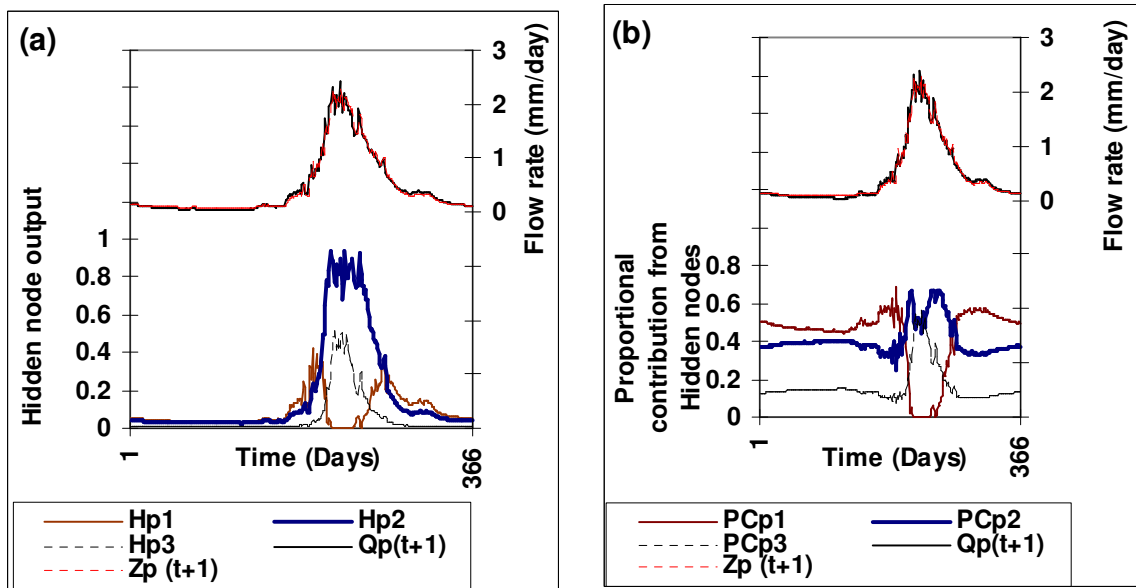 (a)
3
2
1
0
Flow rate (mm/day)
1
0.8
0.6
0.4
0.2
0
Hidden node output
1
Time (Days)
366
Hp1
Hp2
Hp3
Qp(t+1)
Zp (t+1)
(b)
3
2
1
0
Flow rate (mm/day)
0.8
0.6
0.4
0.2
0
Proportional
contribution from
Hidden nodes
1
Time (Days)
366
PCp1
PCp2
PCp3
Qp(t+1)
Zp (t+1)